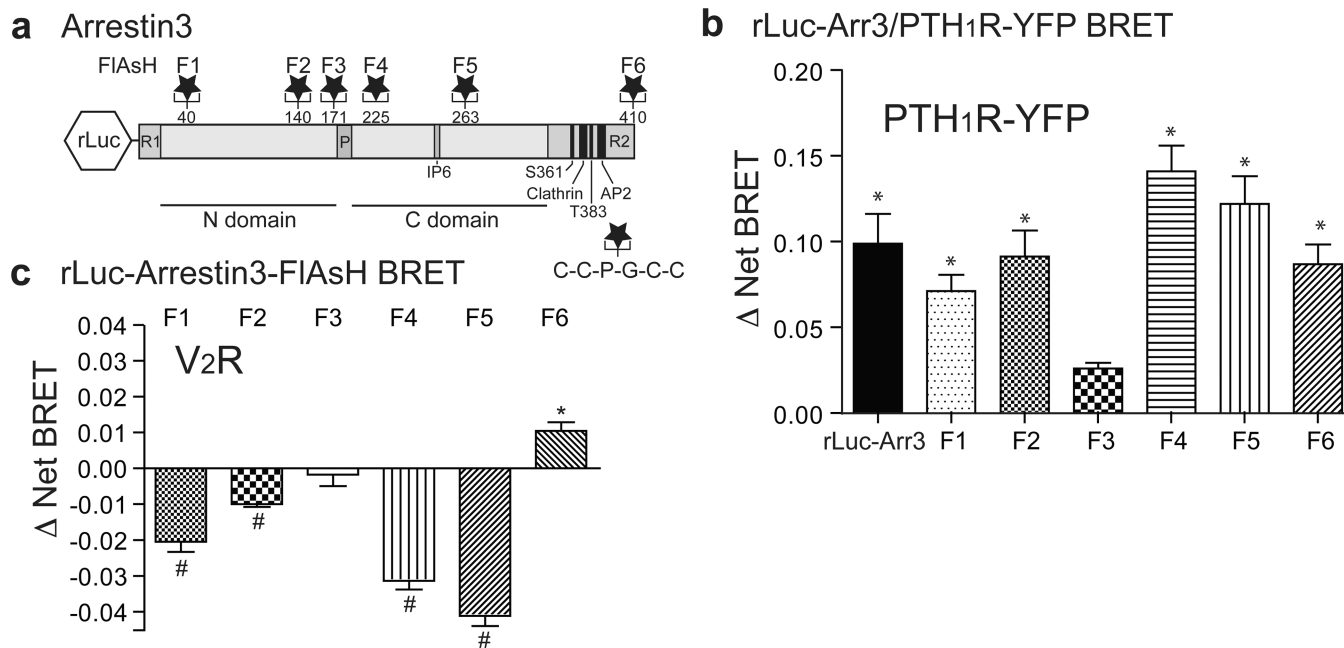 a Arrestin3
FlAsH F1 F2 F3 F4 F5 F6
40 140 171 225 263 410
rLuc R1 P R2
IP6 S361
Clathrin AP2
T383
N domain C domain
C-C-P-G-C-C
b rLuc-Arr3/PTH1R-YFP BRET
PTH1R-YFP
Δ Net BRET
0.20
0.15
0.10
0.05
0.00
* * * * * *
rLuc-Arr3 F1 F2 F3 F4 F5 F6
c rLuc-Arrestin3-FlAsH BRET
F1 F2 F3 F4 F5 F6
V2R
Δ Net BRET
0.04
0.03
0.02
0.01
0.00
-0.01
-0.02
-0.03
-0.04
# # # # *